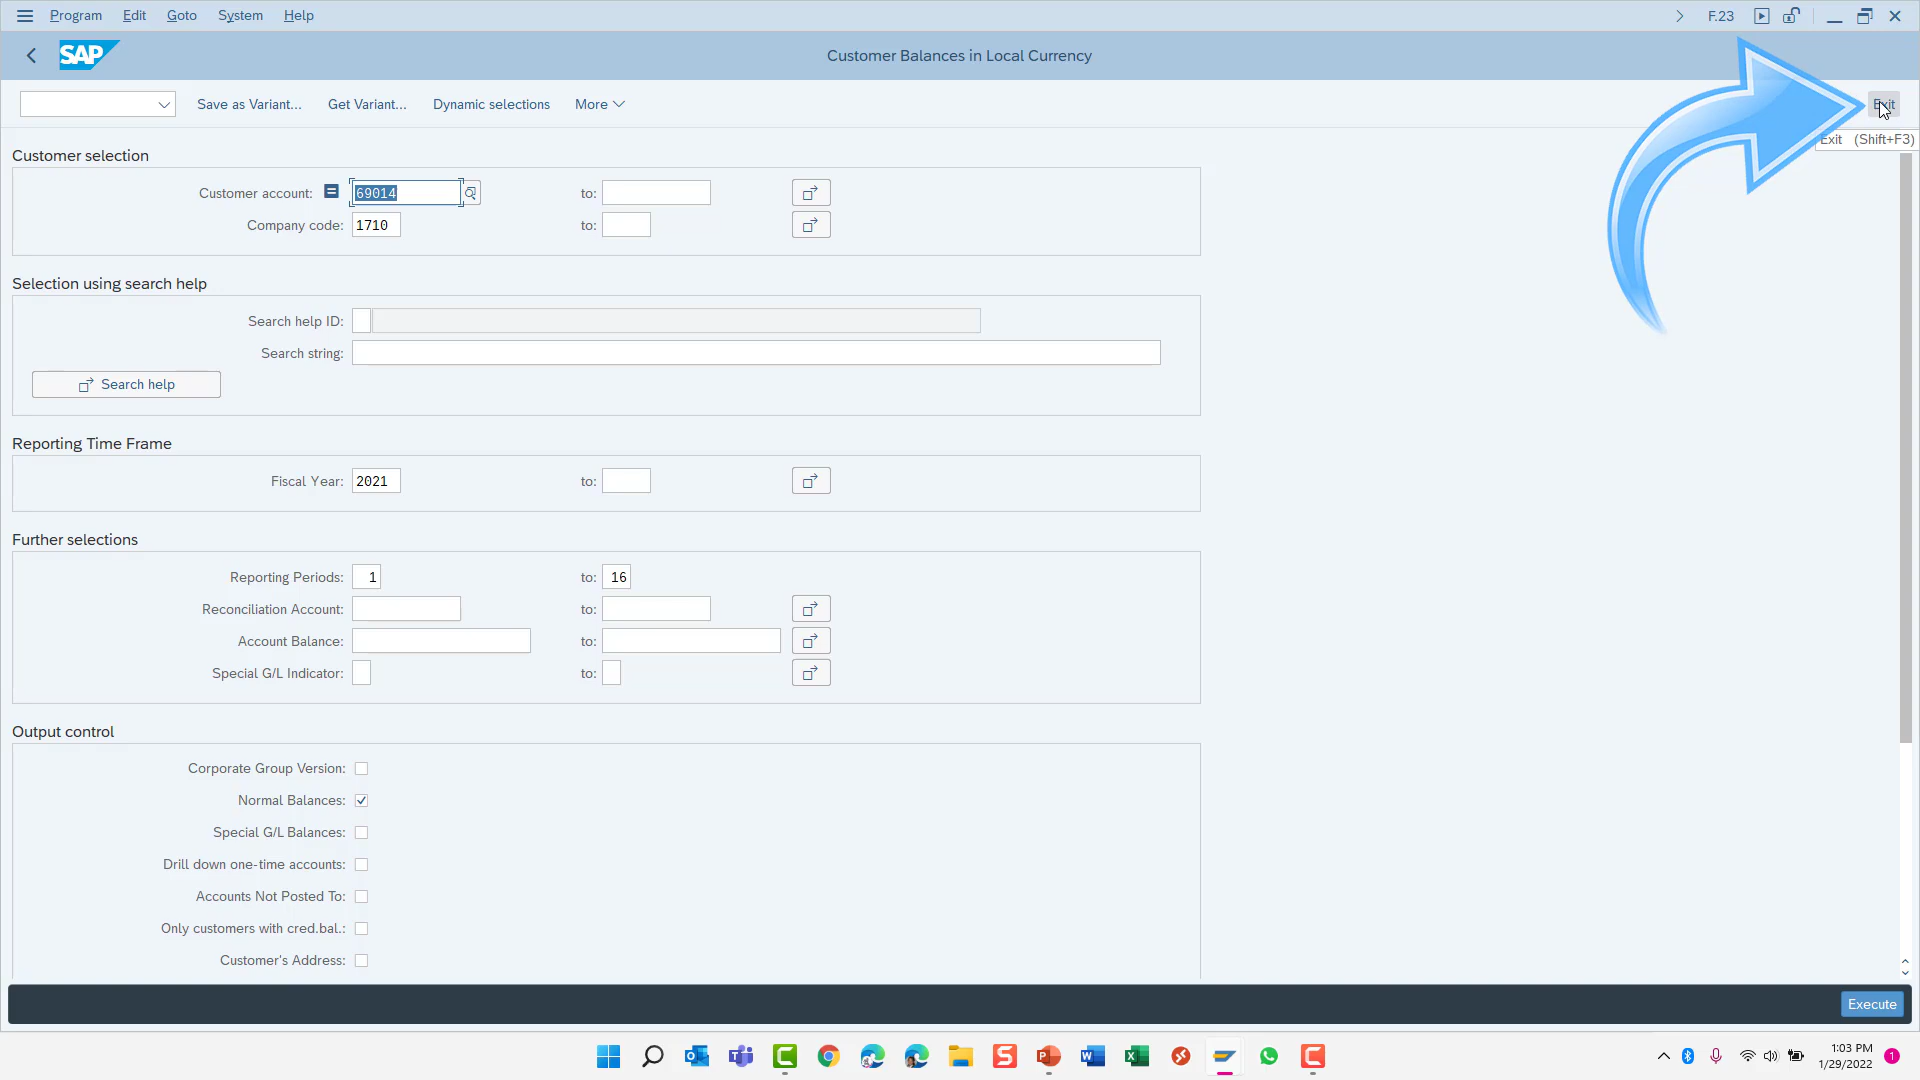 Program Edit Goto System Help F.23
SAP Customer Balances in Local Currency
Save as Variant... Get Variant... Dynamic selections More Exit
Exit (Shift+F3)
Customer selection
Customer account: 69014 to:
Company code: 1710 to:
Selection using search help
Search help ID:
Search string:
Search help
Reporting Time Frame
Fiscal Year: 2021 to:
Further selections
Reporting Periods: 1 to: 16
Reconciliation Account: to:
Account Balance: to:
Special G/L Indicator: to:
Output control
Corporate Group Version:
Normal Balances:
Special G/L Balances:
Drill down one-time accounts:
Accounts Not Posted To:
Only customers with cred.bal.:
Customer's Address:
Execute
1:03 PM
1/29/2022 1